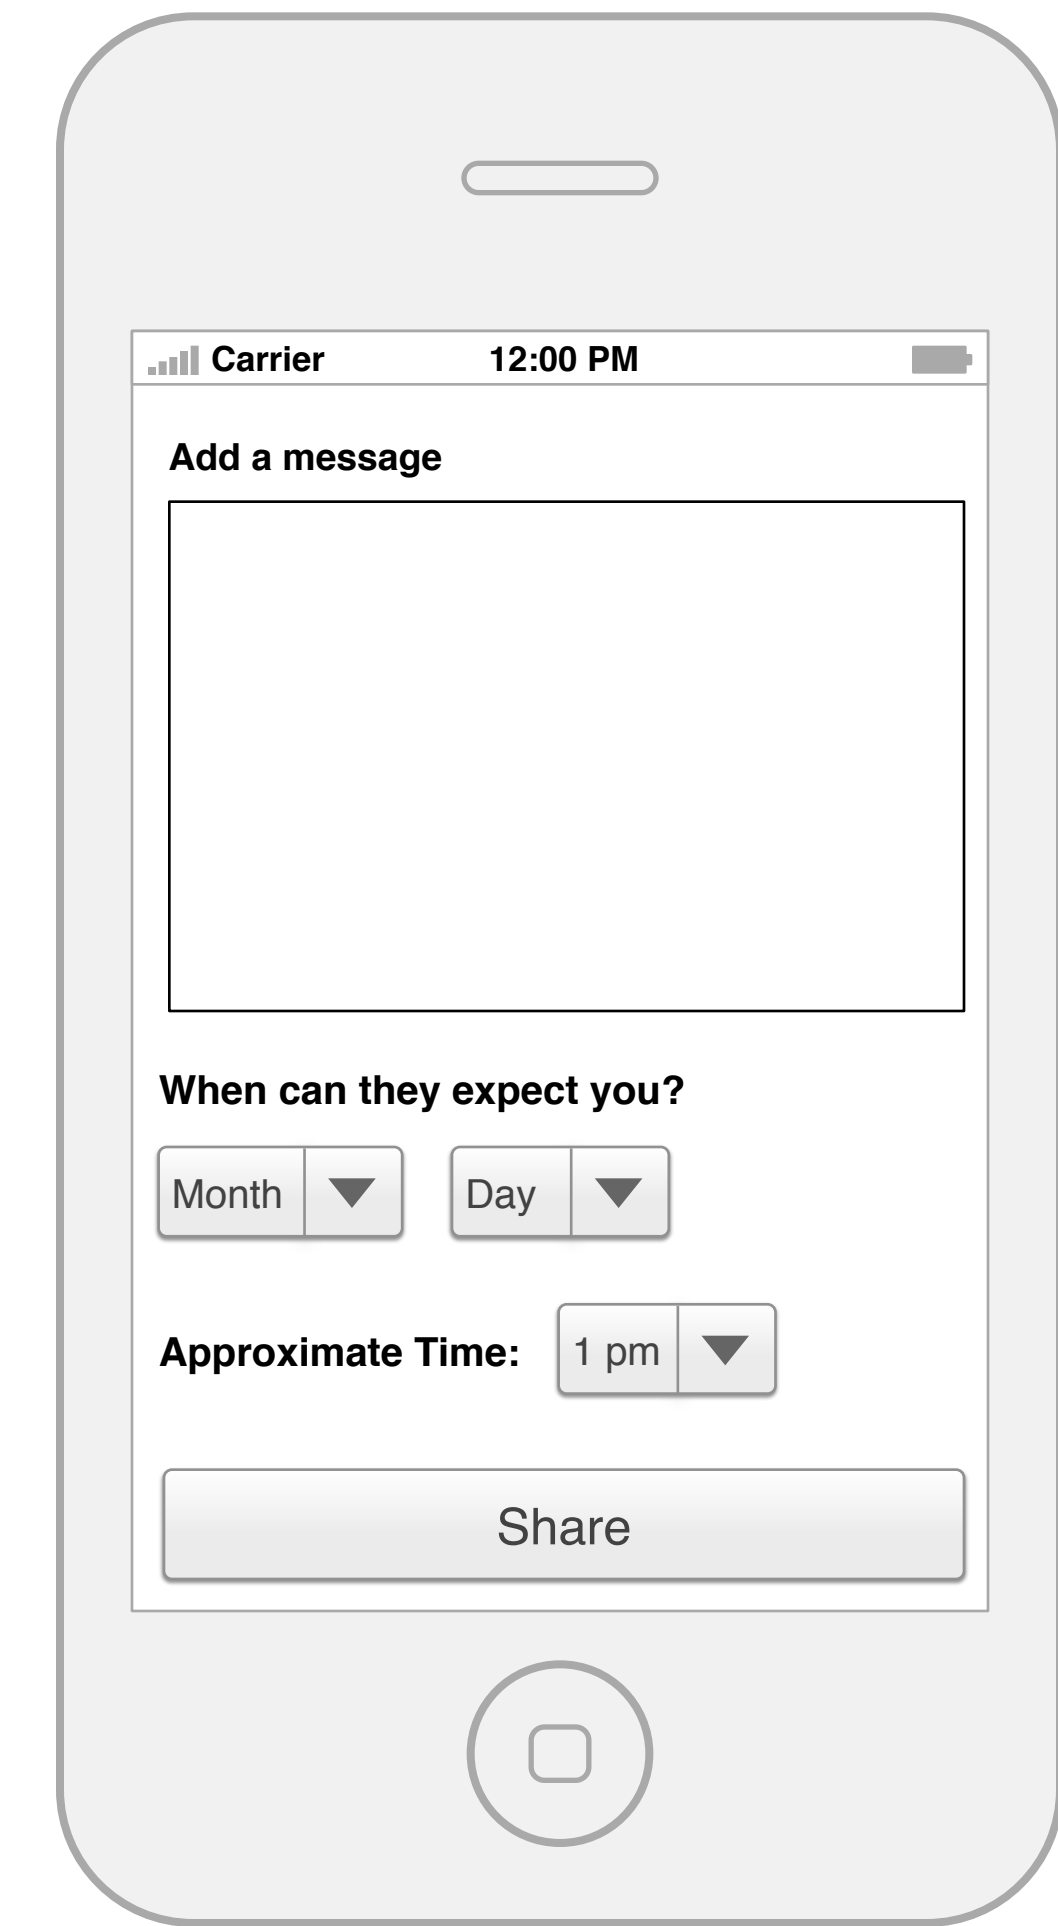 Carrier 12:00 PM
Add a message
When can they expect you?
Month Day
Approximate Time: 1 pm
Share